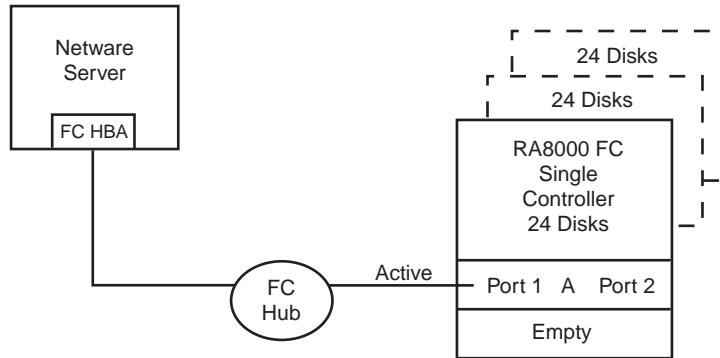 Netware
Server
FC HBA
24 Disks
24 Disks
RA8000 FC
Single
Controller
24 Disks
Active
Port 1 A Port 2
FC
Hub
Empty